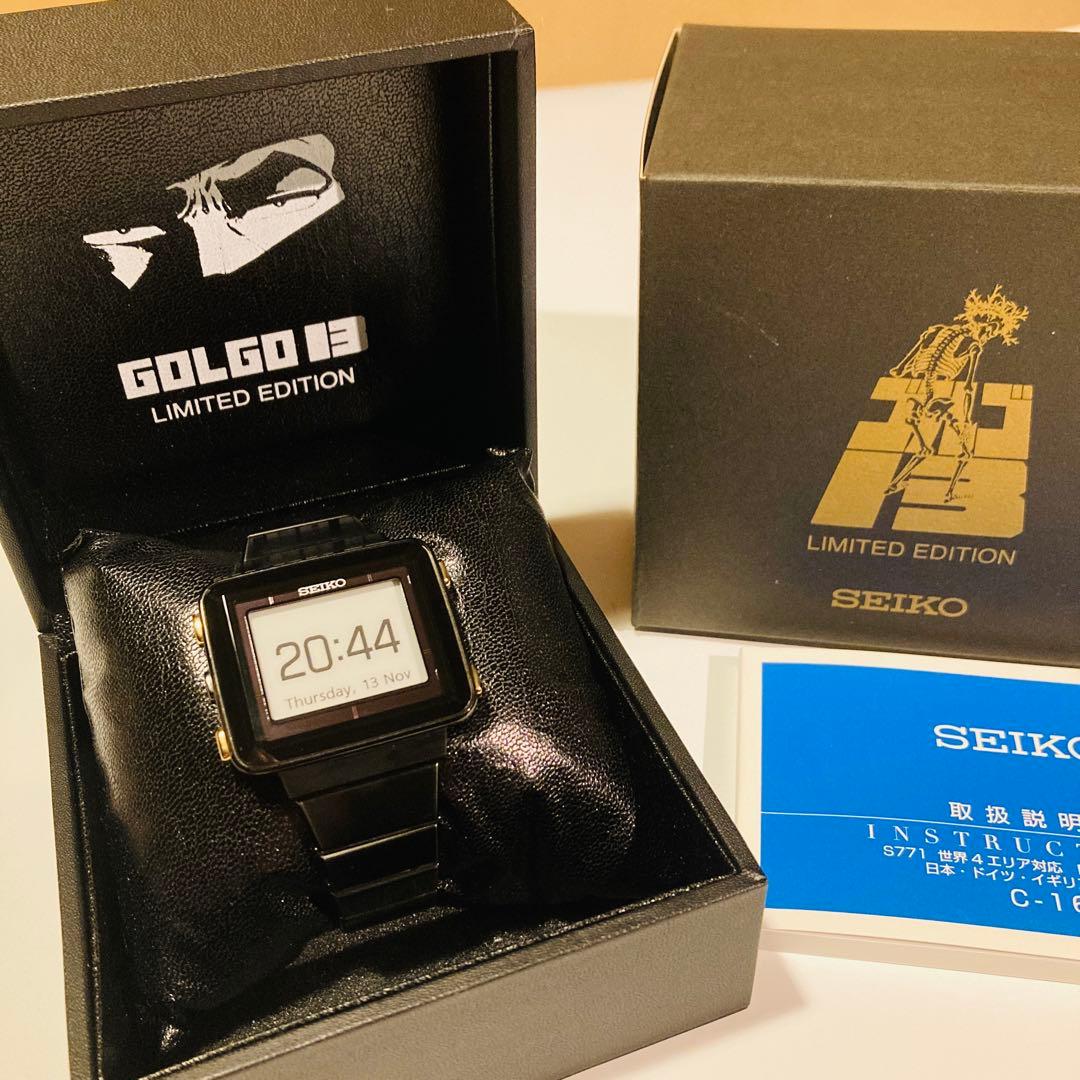 GOLGO 13
LIMITED EDITION
SEIKO
20:44
Thursday, 13 Nov
ゴルゴ
13
LIMITED EDITION
SEIKO
SEIKO
取扱説明
INSTRUCT
S771 世界4エリア対応
日本・ドイツ・イギリ
C-16